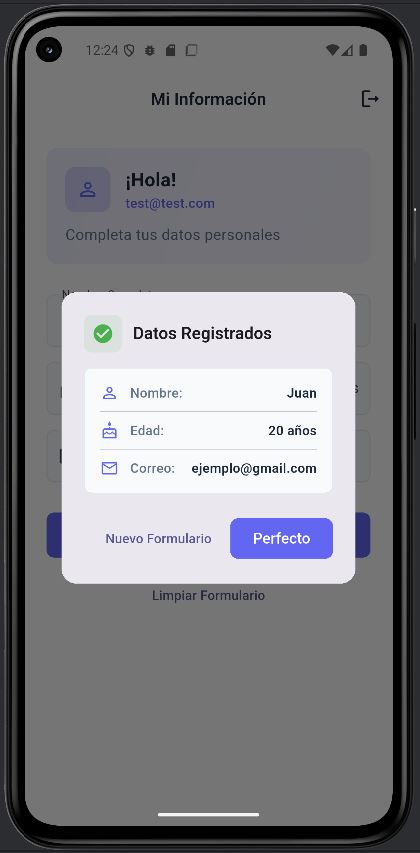 12:24
Mi Información
¡Hola!
test@test.com
Completa tus datos personales
Datos Registrados
Nombre: Juan
Edad: 20 años
Correo: ejemplo@gmail.com
Nuevo Formulario Perfecto
Limpiar Formulario